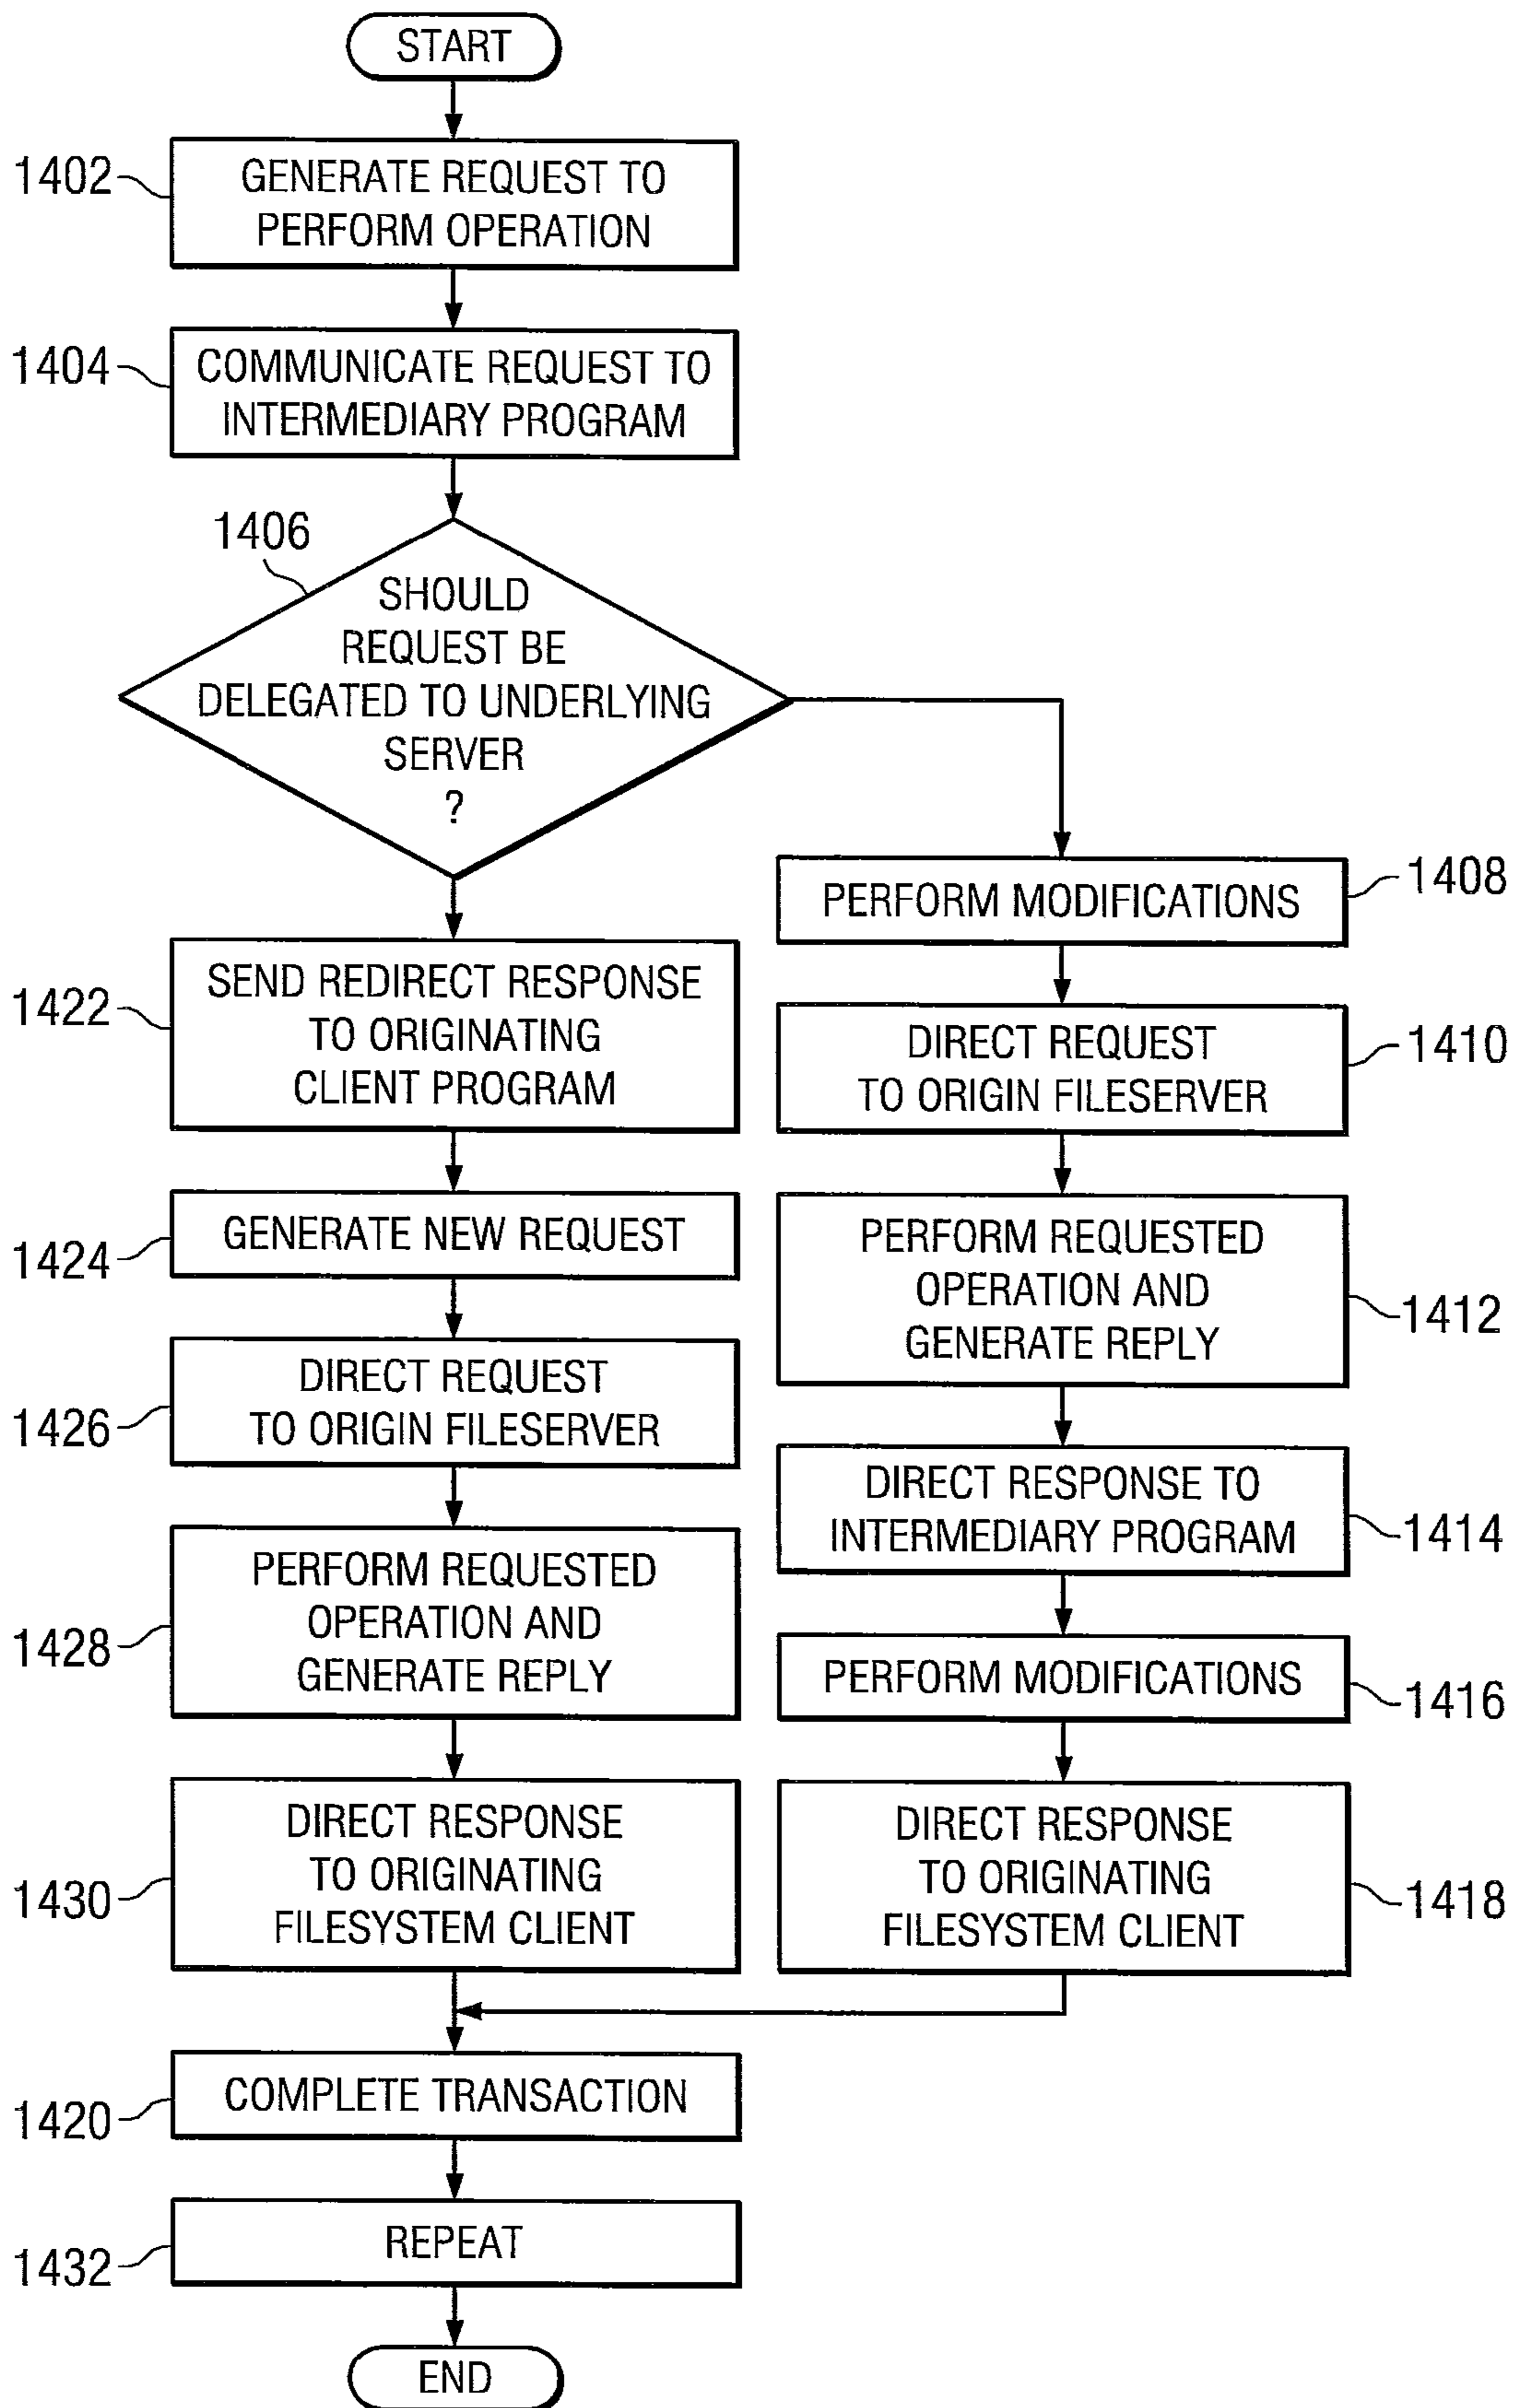 START
1402
GENERATE REQUEST TO
PERFORM OPERATION
1404
COMMUNICATE REQUEST TO
INTERMEDIARY PROGRAM
1406
SHOULD
REQUEST BE
DELEGATED TO UNDERLYING
SERVER
?
1408
PERFORM MODIFICATIONS
1410
DIRECT REQUEST
TO ORIGIN FILESERVER
1412
PERFORM REQUESTED
OPERATION AND
GENERATE REPLY
1414
DIRECT RESPONSE TO
INTERMEDIARY PROGRAM
1416
PERFORM MODIFICATIONS
1418
DIRECT RESPONSE
TO ORIGINATING
FILESYSTEM CLIENT
1422
SEND REDIRECT RESPONSE
TO ORIGINATING
CLIENT PROGRAM
1424
GENERATE NEW REQUEST
1426
DIRECT REQUEST
TO ORIGIN FILESERVER
1428
PERFORM REQUESTED
OPERATION AND
GENERATE REPLY
1430
DIRECT RESPONSE
TO ORIGINATING
FILESYSTEM CLIENT
1420
COMPLETE TRANSACTION
1432
REPEAT
END